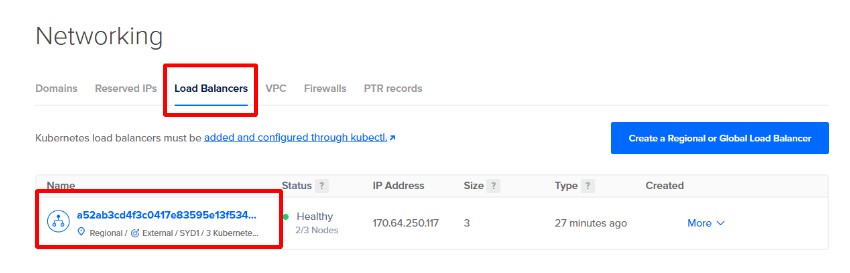 Networking
Domains Reserved IPs Load Balancers VPC Firewalls PTR records
Kubernetes load balancers must be added and configured through kubectl. ↗
Create a Regional or Global Load Balancer
Name Status ? IP Address Size ? Type ? Created
a52ab3cd4f3c0417e83595e13f534...
Regional / External / SYD1 / 3 Kubernete...
Healthy
2/3 Nodes
170.64.250.117
3
27 minutes ago
More